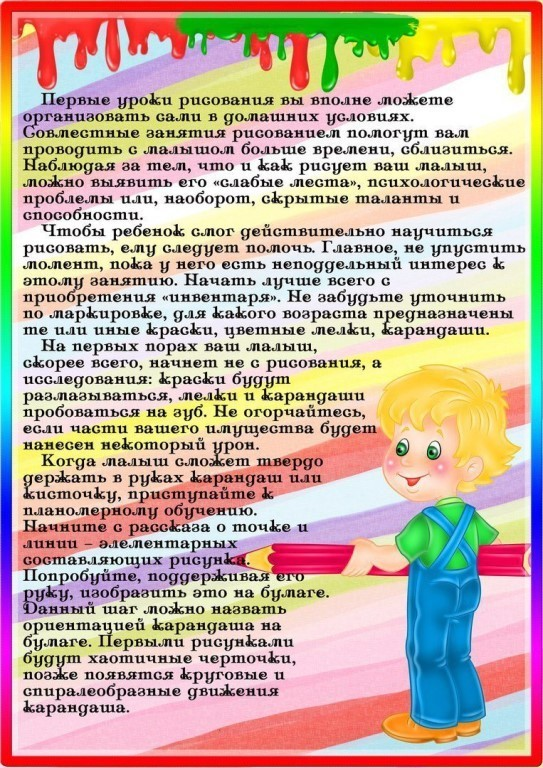 Первые уроки рисования вы вполне можете
организовать сами в домашних условиях.
Совместные занятия рисованием помогут вам
проводить с малышом больше времени, сблизиться.
Наблюдая за тем, что и как рисует ваш малыш,
можно выявить его «слабые места», психологические
проблемы или, наоборот, скрытые таланты и
способности.
Чтобы ребенок смог действительно научиться
рисовать, ему следует помочь. Главное, не упустить
момент, пока у него есть неподдельный интерес к
этому занятию. Начать лучше всего с
приобретения «инвентаря». Не забудьте уточнить
по маркировке, для какого возраста предназначены
те или иные краски, цветные мелки, карандаши.
На первых порах ваш малыш,
скорее всего, начнет не с рисования, а
исследования: краски будут
размазываться, мелки и карандаши
пробоваться на зуб. Не огорчайтесь,
если части вашего имущества будет
нанесен некоторый урон.
Когда малыш сможет твердо
держать в руках карандаш или
кисточку, приступайте к
планомерному обучению.
Начните с рассказа о точке и
линии – элементарных
составляющих рисунка.
Попробуйте, поддерживая его
руку, изобразить это на бумаге.
Данный шаг можно назвать
ориентацией карандаша на
бумаге. Первыми рисунками
будут хаотичные черточки,
позже появятся круговые и
спиралеобразные движения
карандаша.